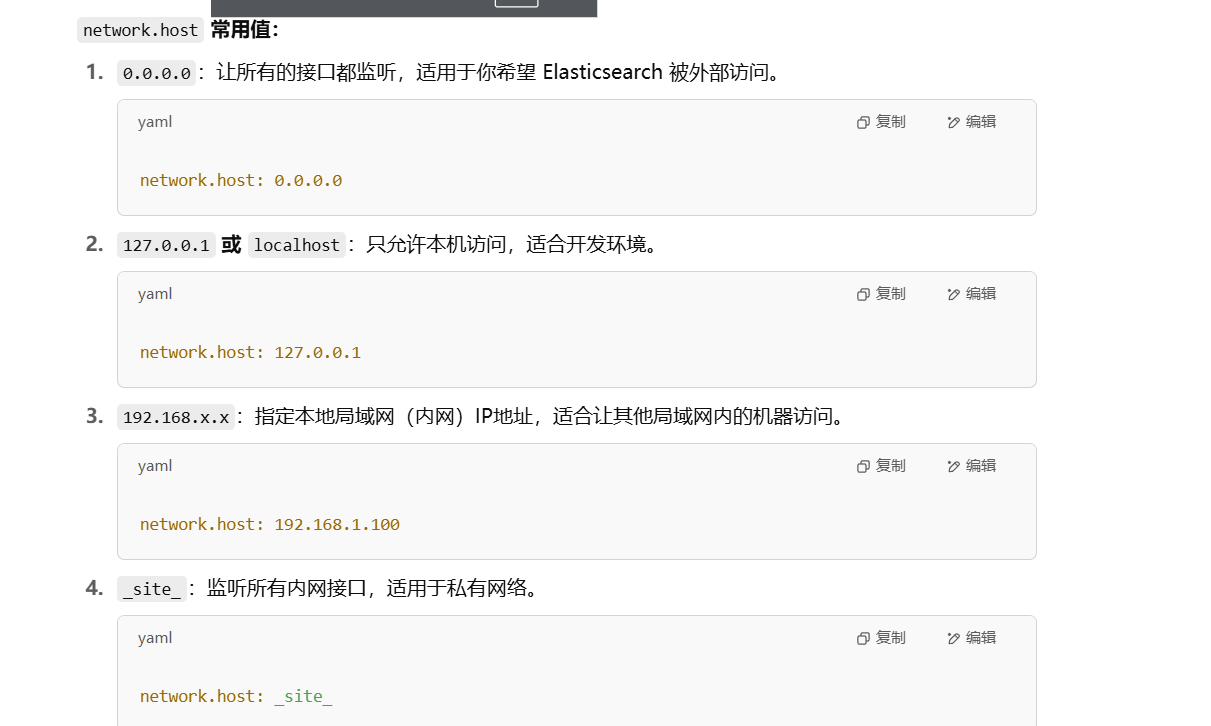 network.host 常用值：
1. 0.0.0.0：让所有的接口都监听，适用于你希望 Elasticsearch 被外部访问。
yaml 复制 编辑
network.host: 0.0.0.0
2. 127.0.0.1 或 localhost：只允许本机访问，适合开发环境。
yaml 复制 编辑
network.host: 127.0.0.1
3. 192.168.x.x：指定本地局域网（内网）IP地址，适合让其他局域网内的机器访问。
yaml 复制 编辑
network.host: 192.168.1.100
4. _site_：监听所有内网接口，适用于私有网络。
yaml 复制 编辑
network.host: _site_